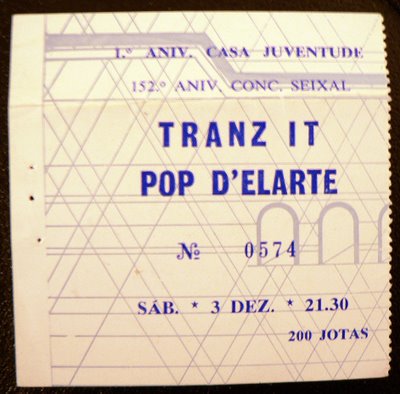 1.º ANIV. CASA JUVENTUDE
152.º ANIV. CONC. SEIXAL
TRANZ IT
POP D'ELARTE
№ 0574
SÁB. * 3 DEZ. * 21.30
200 JOTAS